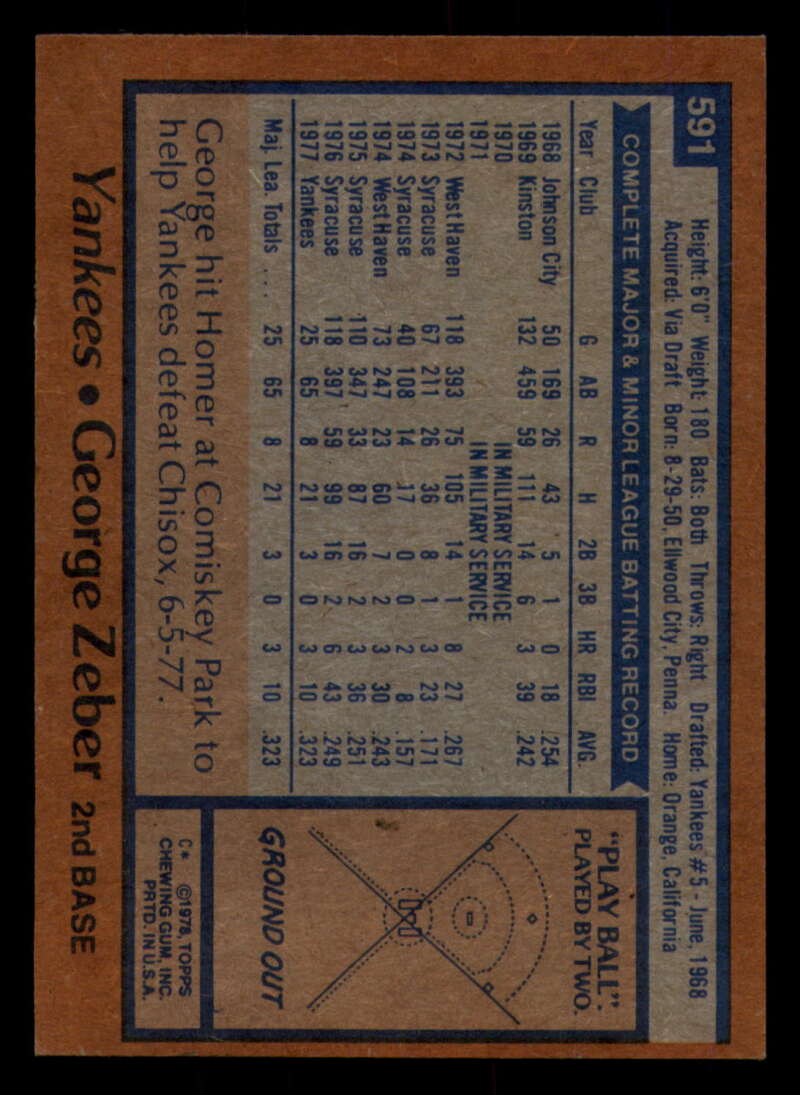 591
Height: 6'0" Weight: 180 Bats: Both Throws: Right Drafted: Yankees #5 - June, 1968
Acquired: Via Draft Born: 8-29-50, Ellwood City, Penna. Home: Orange, California
COMPLETE MAJOR & MINOR LEAGUE BATTING RECORD
Year Club G AB R H 2B 3B HR RBI AVG.
1968 Johnson City 50 169 26 43 5 1 0 18 .254
1969 Kinston 132 459 59 111 14 6 3 39 .242
1970 IN MILITARY SERVICE
1971 IN MILITARY SERVICE
1972 West Haven 118 393 75 105 14 1 8 27 .267
1973 Syracuse 67 211 26 36 8 1 3 23 .171
1974 Syracuse 40 108 14 17 0 0 2 8 .157
1974 West Haven 73 247 23 60 7 2 3 30 .243
1975 Syracuse 110 347 33 87 16 2 3 36 .251
1976 Syracuse 118 397 59 99 16 2 6 43 .249
1977 Yankees 25 65 8 21 3 0 3 10 .323
Maj. Lea. Totals ... 25 65 8 21 3 0 3 10 .323
George hit Homer at Comiskey Park to
help Yankees defeat Chisox, 6-5-77.
"PLAY BALL".
PLAYED BY TWO.
GROUND OUT
C* ©1978, TOPPS
CHEWING GUM, INC.
PRTD. IN U.S.A.
Yankees • George Zeber 2nd BASE